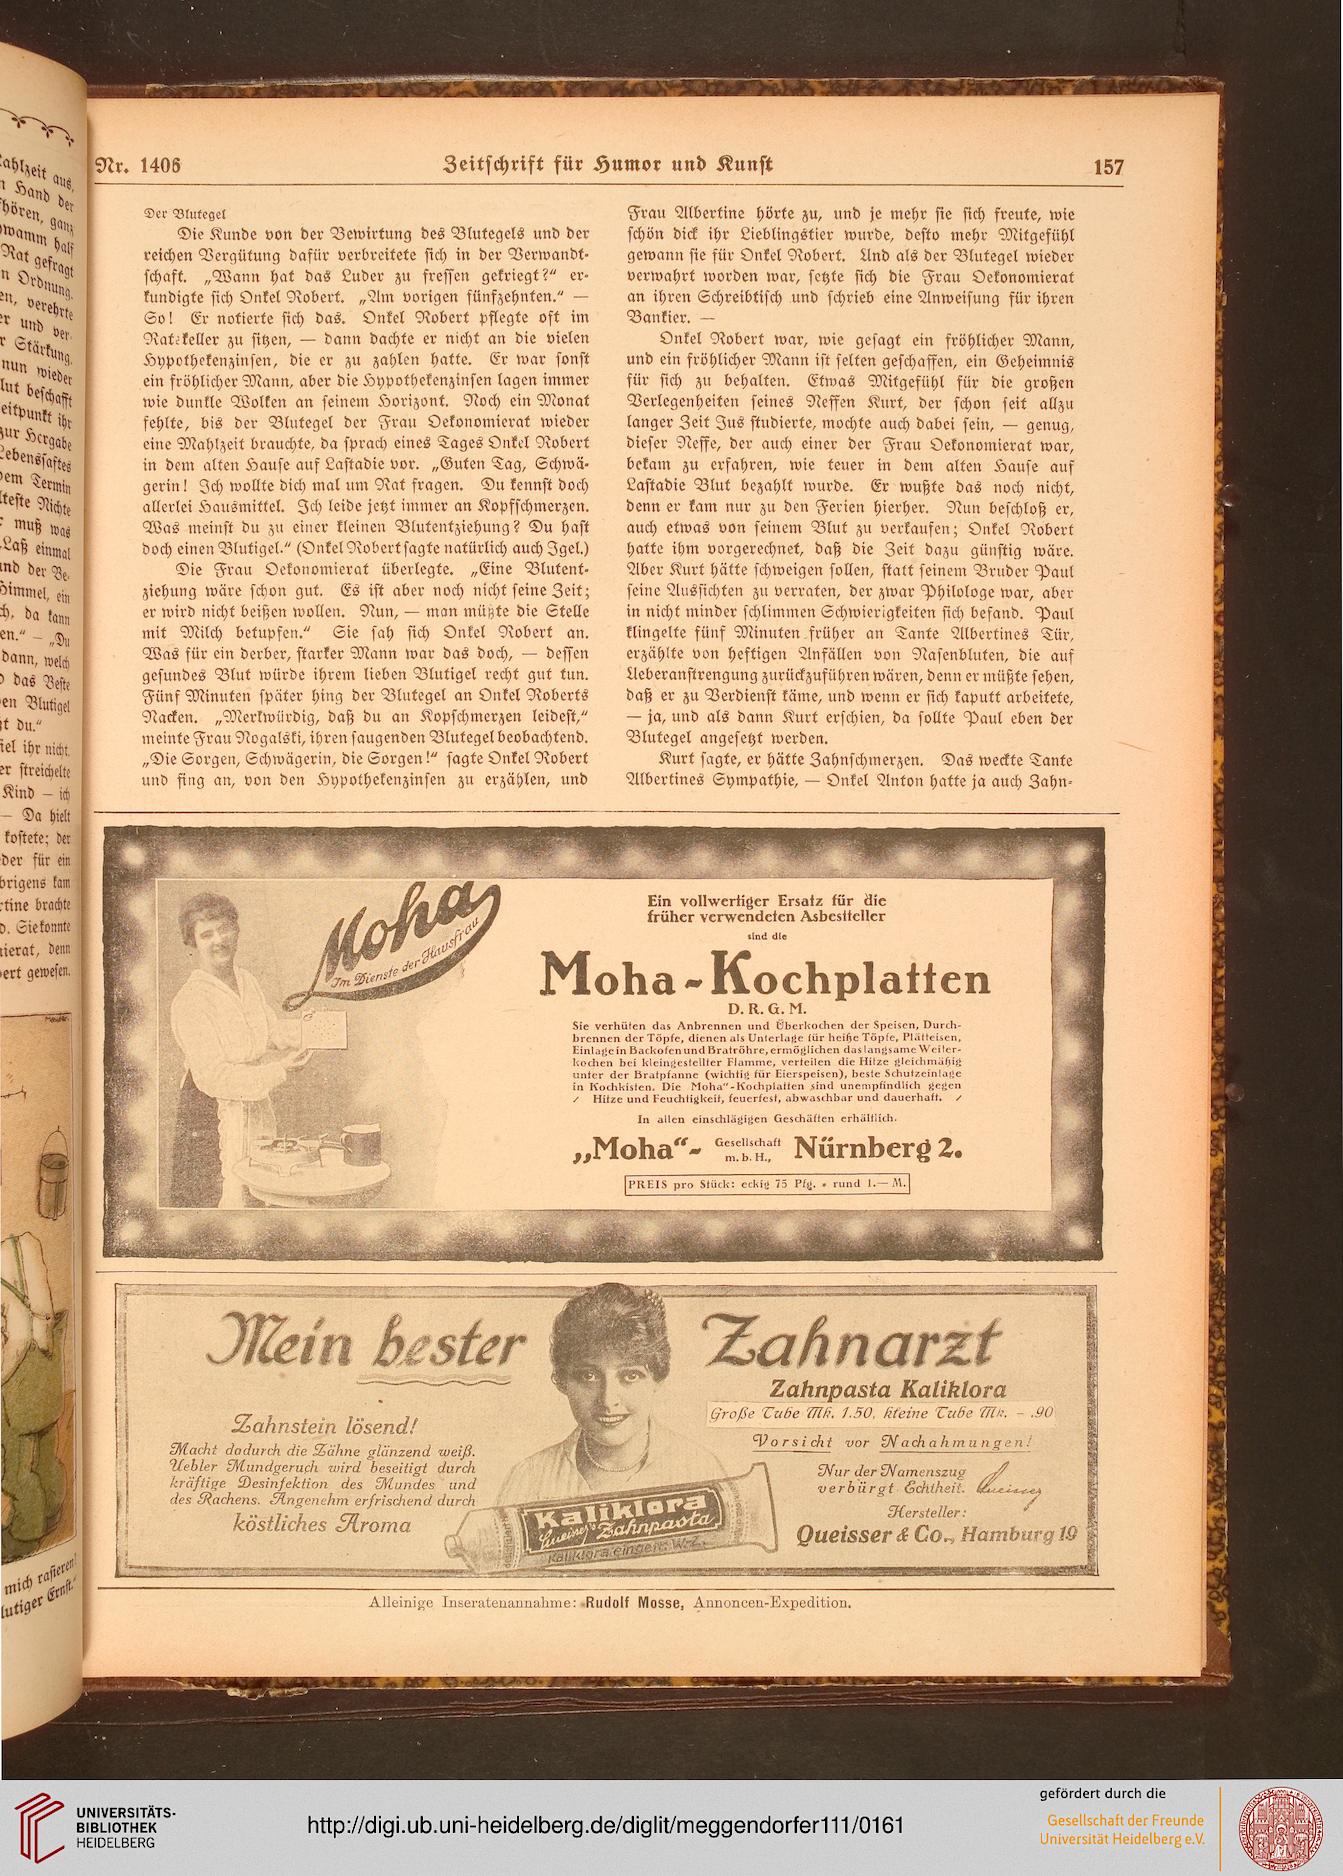 Nr. 1406
Zeitschrift für Humor und Kunst
157
Der Blutegel
Die Kunde von der Bewirtung des Blutegels und der
reichen Vergütung dafür verbreitete sich in der Verwandt-
schaft. „Wann hat das Luder zu fressen gekriegt?“ er-
kundigte sich Onkel Robert. „Am vorigen fünfzehnten.“ —
So! Er notierte sich das. Onkel Robert pflegte oft im
Ratskeller zu sitzen, — dann dachte er nicht an die vielen
Hypothekenzinsen, die er zu zahlen hatte. Er war sonst
ein fröhlicher Mann, aber die Hypothekenzinsen lagen immer
wie dunkle Wolken an seinem Horizont. Noch ein Monat
fehlte, bis der Blutegel der Frau Oekonomierat wieder
eine Mahlzeit brauchte, da sprach eines Tages Onkel Robert
in dem alten Hause auf Lastadie vor. „Guten Tag, Schwä-
gerin! Ich wollte dich mal um Rat fragen. Du kennst doch
allerlei Hausmittel. Ich leide jetzt immer an Kopfschmerzen.
Was meinst du zu einer kleinen Blutentziehung? Du hast
doch einen Blutigel.“ (Onkel Robert sagte natürlich auch Igel.)
Die Frau Oekonomierat überlegte. „Eine Blutent-
ziehung wäre schon gut. Es ist aber noch nicht seine Zeit;
er wird nicht beißen wollen. Nun, — man müßte die Stelle
mit Milch betupfen.“ Sie sah sich Onkel Robert an.
Was für ein derber, starker Mann war das doch, — dessen
gesundes Blut würde ihrem lieben Blutigel recht gut tun.
Fünf Minuten später hing der Blutegel an Onkel Roberts
Nacken. „Merkwürdig, daß du an Kopschmerzen leidest,“
meinte Frau Rogalski, ihren saugenden Blutegel beobachtend.
„Die Sorgen, Schwägerin, die Sorgen!“ sagte Onkel Robert
und fing an, von den Hypothekenzinsen zu erzählen, und
Frau Albertine hörte zu, und je mehr sie sich freute, wie
schön dick ihr Lieblingstier wurde, desto mehr Mitgefühl
gewann sie für Onkel Robert. Und als der Blutegel wieder
verwahrt worden war, setzte sich die Frau Oekonomierat
an ihren Schreibtisch und schrieb eine Anweisung für ihren
Bankier. —
Onkel Robert war, wie gesagt ein fröhlicher Mann,
und ein fröhlicher Mann ist selten geschaffen, ein Geheimnis
für sich zu behalten. Etwas Mitgefühl für die großen
Verlegenheiten seines Neffen Kurt, der schon seit allzu
langer Zeit Jus studierte, mochte auch dabei sein, — genug,
dieser Neffe, der auch einer der Frau Oekonomierat war,
bekam zu erfahren, wie teuer in dem alten Hause auf
Lastadie Blut bezahlt wurde. Er wußte das noch nicht,
denn er kam nur zu den Ferien hierher. Nun beschloß er,
auch etwas von seinem Blut zu verkaufen; Onkel Robert
hatte ihm vorgerechnet, daß die Zeit dazu günstig wäre.
Aber Kurt hätte schweigen sollen, statt seinem Bruder Paul
seine Aussichten zu verraten, der zwar Philologe war, aber
in nicht minder schlimmen Schwierigkeiten sich befand. Paul
klingelte fünf Minuten früher an Tante Albertines Tür,
erzählte von heftigen Anfällen von Nasenbluten, die auf
Ueberanstrengung zurückzuführen wären, denn er müßte sehen,
daß er zu Verdienst käme, und wenn er sich kaputt arbeitete,
— ja, und als dann Kurt erschien, da sollte Paul eben der
Blutegel angesetzt werden.
Kurt sagte, er hätte Zahnschmerzen. Das weckte Tante
Albertines Sympathie, — Onkel Anton hatte ja auch Zahn-
Moha
Im Dienste der Hausfrau
Ein vollwertiger Ersatz für die
früher verwendeten Asbestteller
sind die
Moha-Kochplatten
D. R. G. M.
Sie verhüten das Anbrennen und Überkochen der Speisen, Durch-
brennen der Töpfe, dienen als Unterlage für heiße Töpfe, Plätteisen,
Einlage in Backofen und Bratröhre, ermöglichen das langsame Weiter-
kochen bei kleingestellter Flamme, verteilen die Hitze gleichmäßig
unter der Bratpfanne (wichtig für Eierspeisen), beste Schutzeinlage
in Kochkisten. Die Moha“-Kochplatten sind unempfindlich gegen
Hitze und Feuchtigkeit, feuerfest, abwaschbar und dauerhaft.
In allen einschlägigen Geschäften erhältlich.
„Moha“- Gesellschaft m. b. H., Nürnberg 2.
PREIS pro Stück: eckig 75 Pfg. • rund 1.— M.
Mein bester Zahnarzt
Zahnpasta Kaliklora
Große Tube Mk. 1.50, kleine Tube Mk. - .90
Zahnstein lösend!
Macht dadurch die Zähne glänzend weiß.
Uebler Mundgeruch wird beseitigt durch
kräftige Desinfektion des Mundes und
des Rachens. Angenehm erfrischend durch
köstliches Aroma
Kaliklora
Queisser's Zahnpasta
Kaliklora eingetr. W-Z.
Vorsicht vor Nachahmungen!
Nur der Namenszug
verbürgt Echtheit. Queisser
Hersteller:
Queisser & Co., Hamburg 19
Alleinige Inseratenannahme: Rudolf Mosse, Annoncen-Expedition.
UNIVERSITÄTS-
BIBLIOTHEK
HEIDELBERG
http://digi.ub.uni-heidelberg.de/diglit/meggendorfer111/0161
gefördert durch die
Gesellschaft der Freunde
Universität Heidelberg e.V.